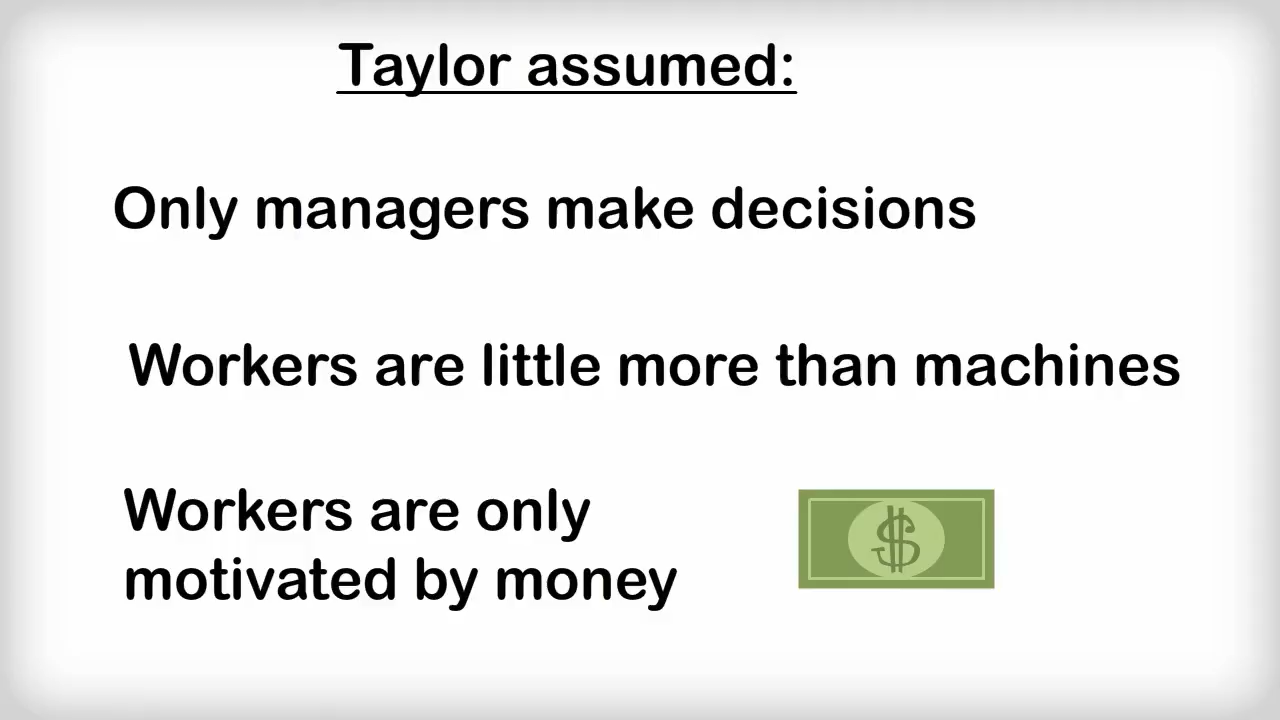 Taylor assumed:
Only managers make decisions
Workers are little more than machines
Workers are only
motivated by money
$